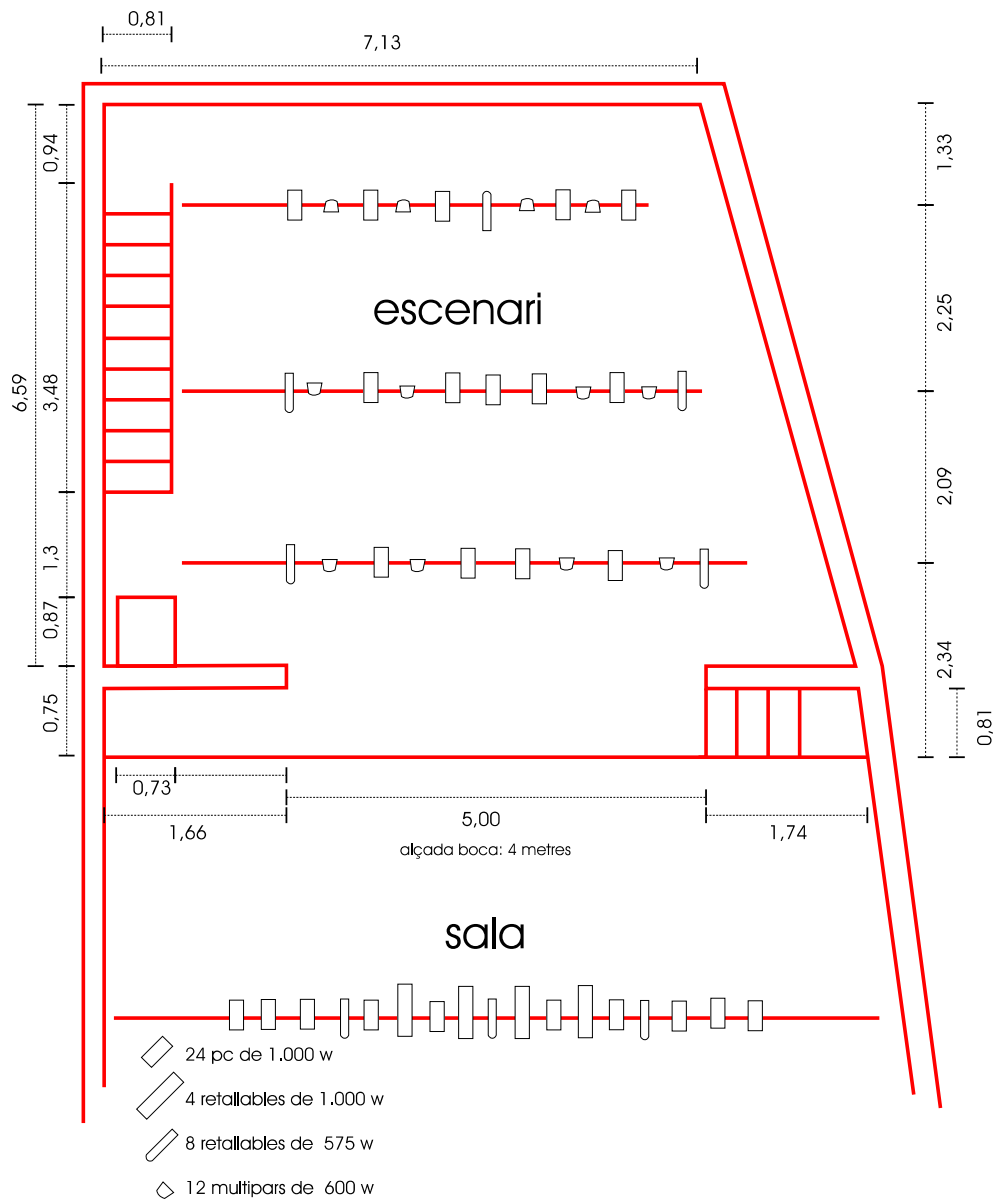 0,81
7,13
0,94
1,33
escenari
2,25
6,59
3,48
2,09
1,3
0,87
2,34
0,75
0,81
0,73
1,66
5,00
1,74
alçada boca: 4 metres
sala
24 pc de 1.000 w
4 retallables de 1.000 w
8 retallables de 575 w
12 multipars de 600 w